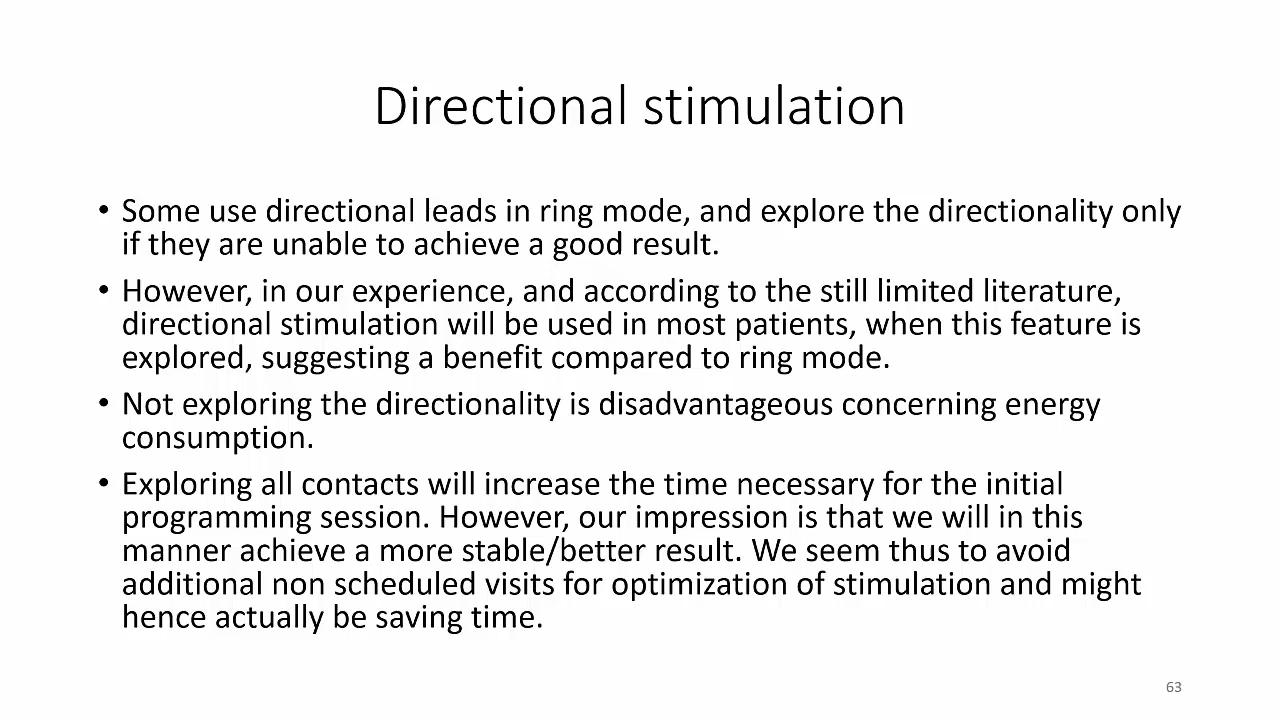 Directional stimulation
• Some use directional leads in ring mode, and explore the directionality only
if they are unable to achieve a good result.
• However, in our experience, and according to the still limited literature,
directional stimulation will be used in most patients, when this feature is
explored, suggesting a benefit compared to ring mode.
• Not exploring the directionality is disadvantageous concerning energy
consumption.
• Exploring all contacts will increase the time necessary for the initial
programming session. However, our impression is that we will in this
manner achieve a more stable/better result. We seem thus to avoid
additional non scheduled visits for optimization of stimulation and might
hence actually be saving time.
63